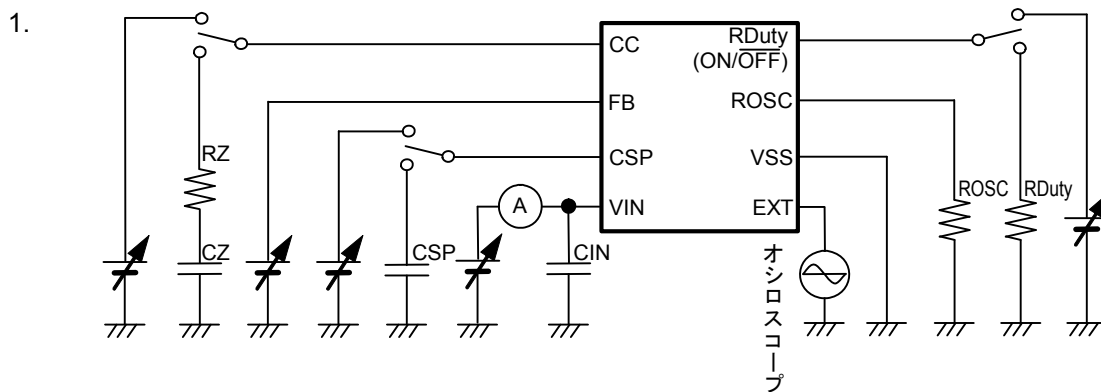 1.
CC
RDuty
(ON/OFF)
FB
ROSC
CSP
VSS
VIN
EXT
RZ
CZ
CSP
A
CIN
オシロスコープ
ROSC
RDuty